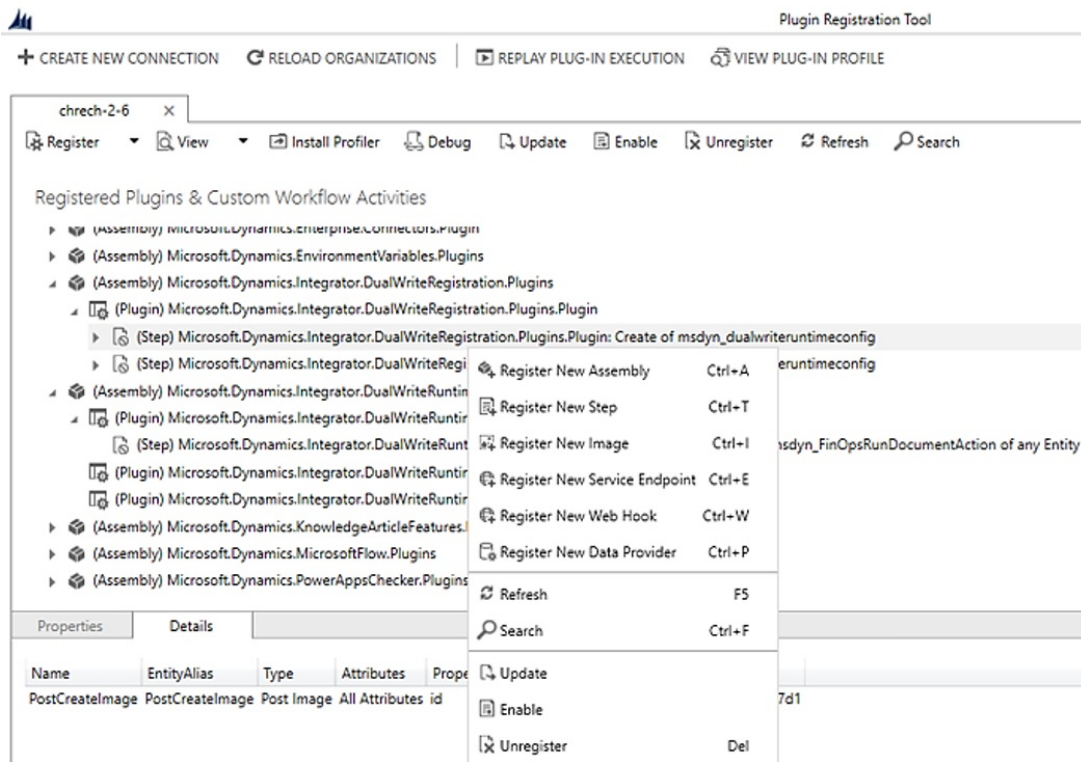 Plugin Registration Tool
CREATE NEW CONNECTION RELOAD ORGANIZATIONS REPLAY PLUG-IN EXECUTION VIEW PLUG-IN PROFILE
chrech-2-6 ×
Register View Install Profiler Debug Update Enable Unregister Refresh Search
Registered Plugins & Custom Workflow Activities
(Assembly) Microsoft.Dynamics.Enterprise.Connectors.Plugin
(Assembly) Microsoft.Dynamics.EnvironmentVariables.Plugins
(Assembly) Microsoft.Dynamics.Integrator.DualWriteRegistration.Plugins
(Plugin) Microsoft.Dynamics.Integrator.DualWriteRegistration.Plugins.Plugin
(Step) Microsoft.Dynamics.Integrator.DualWriteRegistration.Plugins.Plugin: Create of msdyn_dualwriteruntimeconfig
(Step) Microsoft.Dynamics.Integrator.DualWriteRegi eruntimeconfig
(Assembly) Microsoft.Dynamics.Integrator.DualWriteRuntin
(Plugin) Microsoft.Dynamics.Integrator.DualWriteRuntir
(Step) Microsoft.Dynamics.Integrator.DualWriteRunt msdyn_FinOpsRunDocumentAction of any Entity
(Plugin) Microsoft.Dynamics.Integrator.DualWriteRuntir
(Plugin) Microsoft.Dynamics.Integrator.DualWriteRuntir
(Assembly) Microsoft.Dynamics.KnowledgeArticleFeatures.
(Assembly) Microsoft.Dynamics.MicrosoftFlow.Plugins
(Assembly) Microsoft.Dynamics.PowerAppsChecker.Plugins
Register New Assembly Ctrl+A
Register New Step Ctrl+T
Register New Image Ctrl+I
Register New Service Endpoint Ctrl+E
Register New Web Hook Ctrl+W
Register New Data Provider Ctrl+P
Refresh F5
Search Ctrl+F
Update
Enable
Unregister Del
Properties Details
Name EntityAlias Type Attributes Prope
PostCreateImage PostCreateImage Post Image All Attributes id 7d1